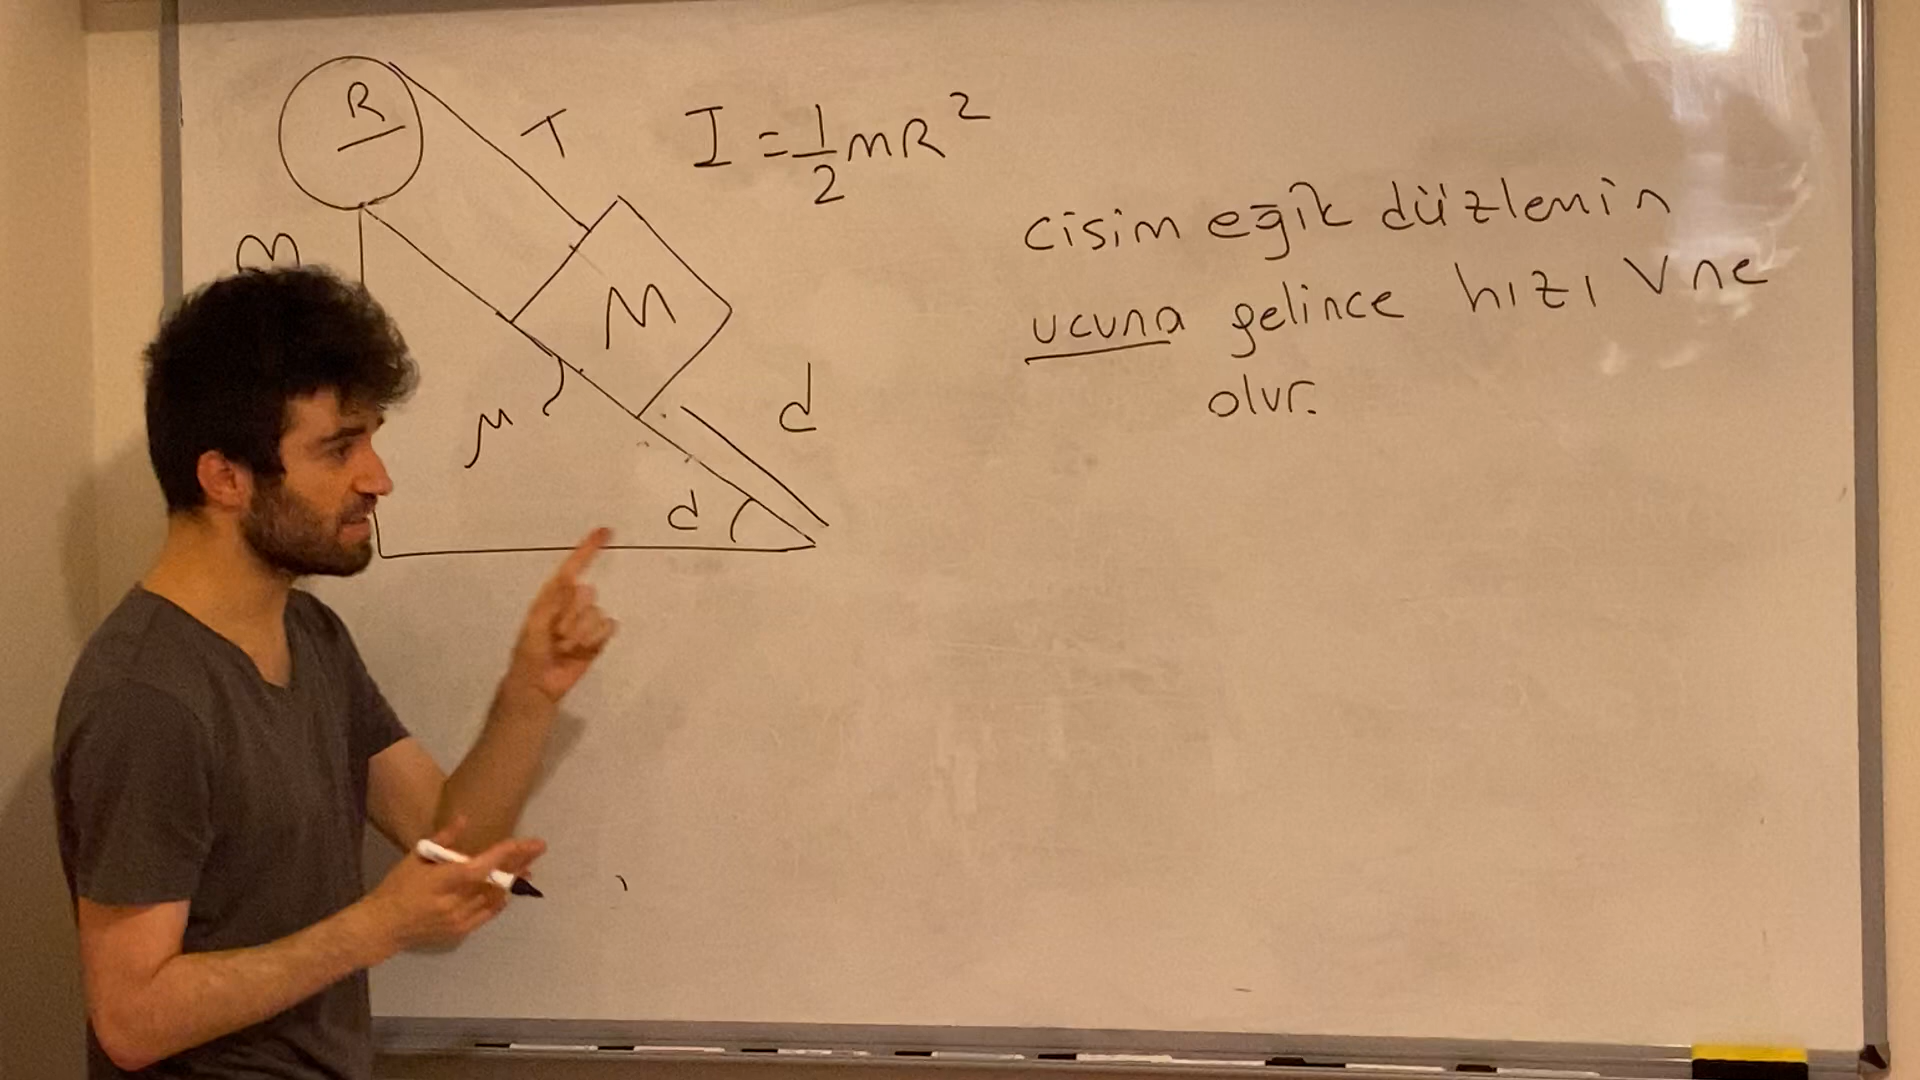 R
T
I = 1/2 mR²
m
M
μ
d
d
cisim eğik düzlemin
ucuna gelince hızı V ne
olur.